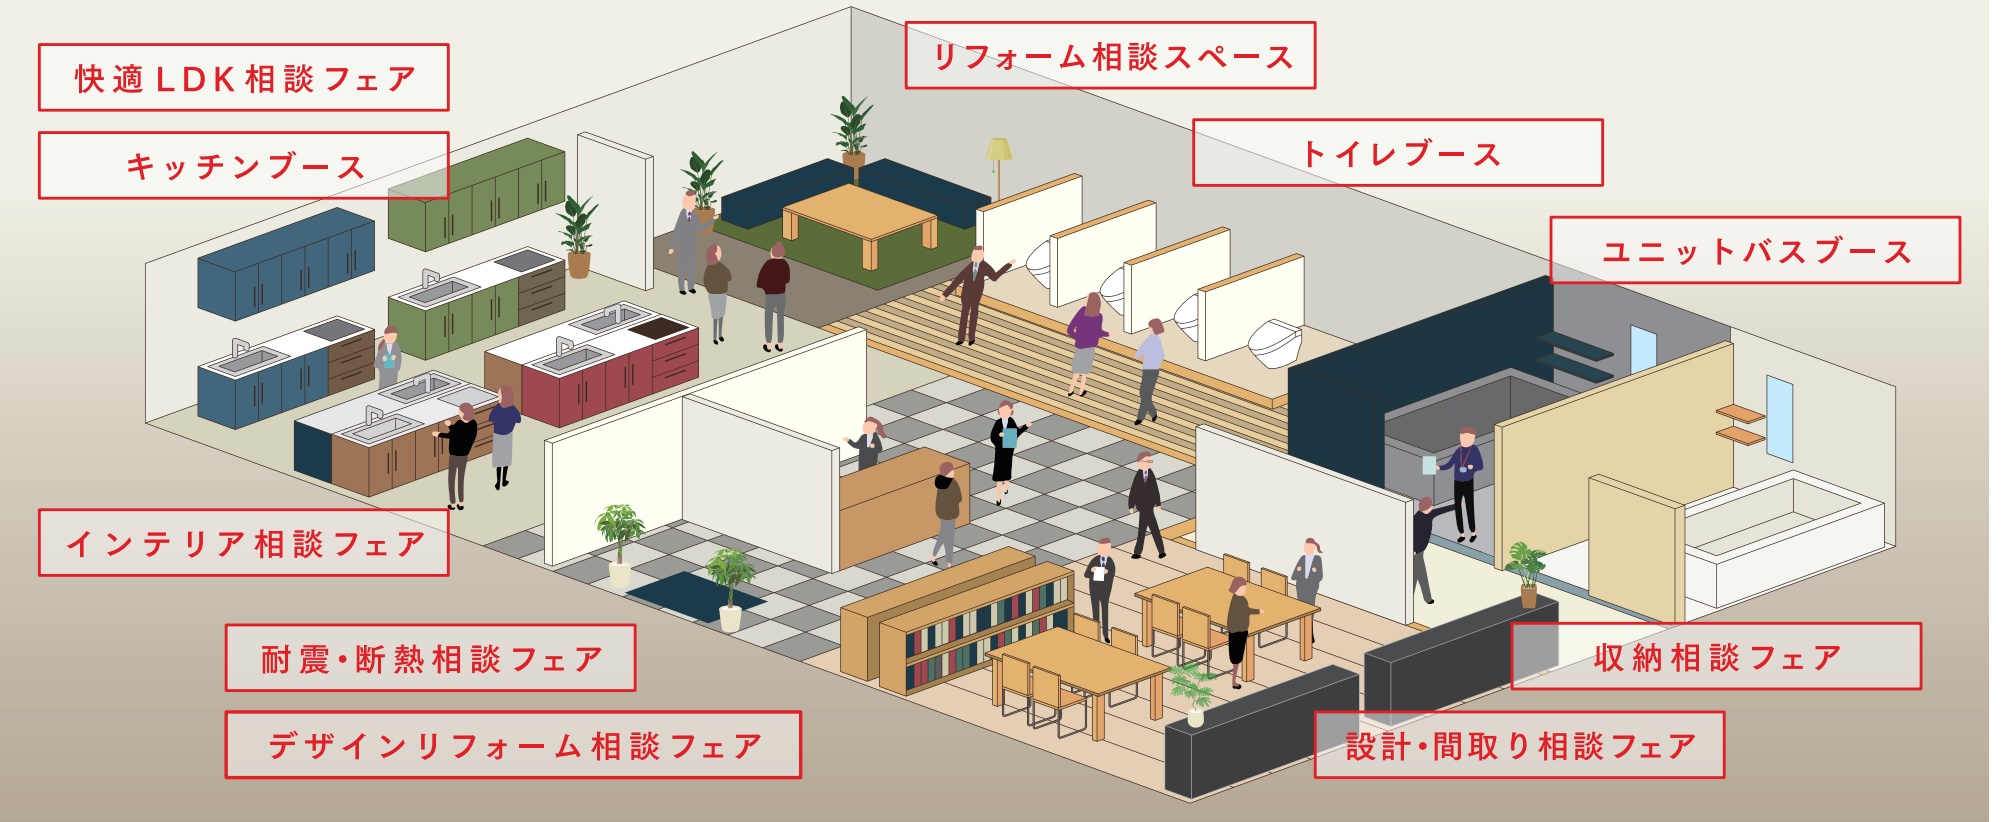 快適LDK相談フェア
キッチンブース
リフォーム相談スペース
トイレブース
ユニットバスブース
インテリア相談フェア
耐震・断熱相談フェア
デザインリフォーム相談フェア
収納相談フェア
設計・間取り相談フェア